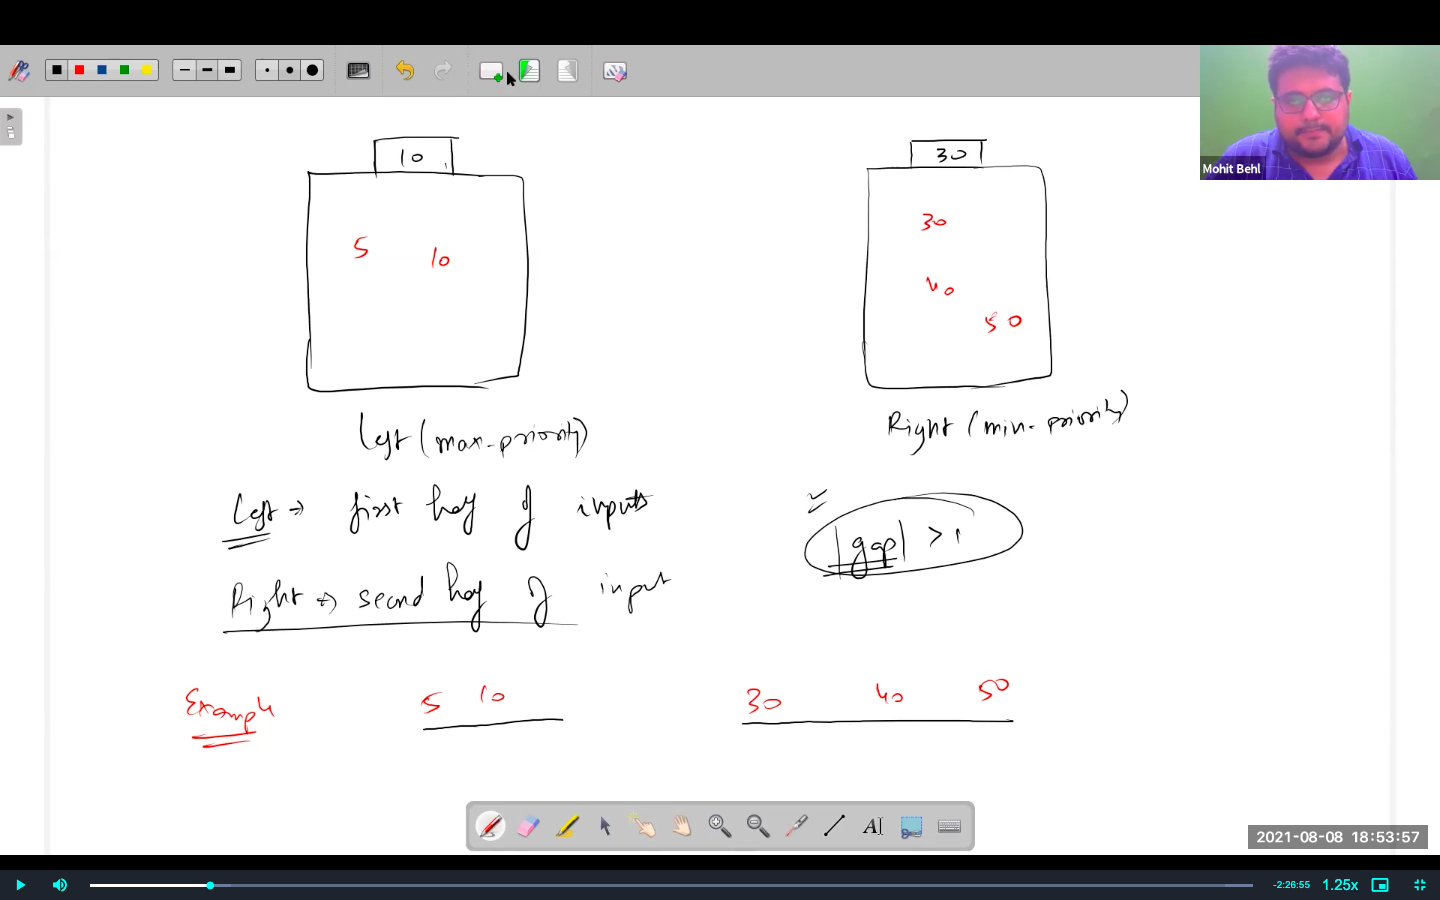 Mohit Behl
10
30
5
10
30
40
50
Left (max-priority)
Right (min-priority)
Left → first half of inputs
|gap| > 1
Right → second half of input
Example
5 10
30 40 50
2021-08-08 18:53:57
-2:26:55
1.25x